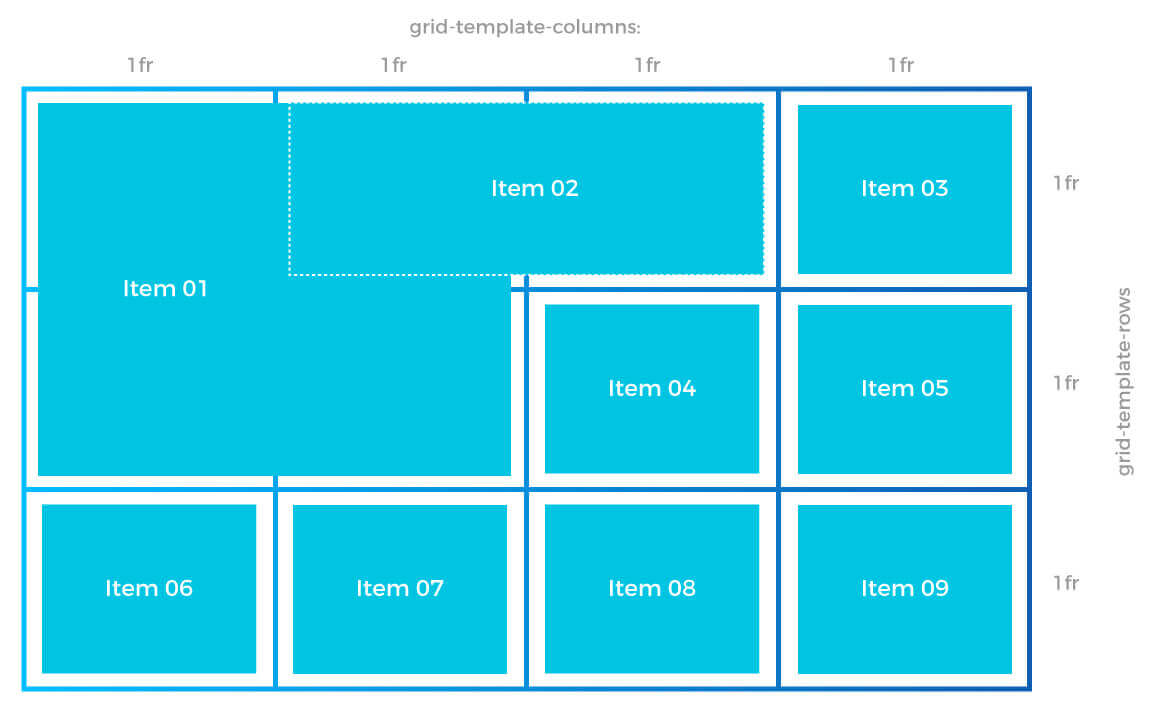 grid-template-columns:
1fr
1fr
1fr
1fr
Item 02
Item 03
1fr
Item 01
Item 04
Item 05
1fr
grid-template-rows
Item 06
Item 07
Item 08
Item 09
1fr